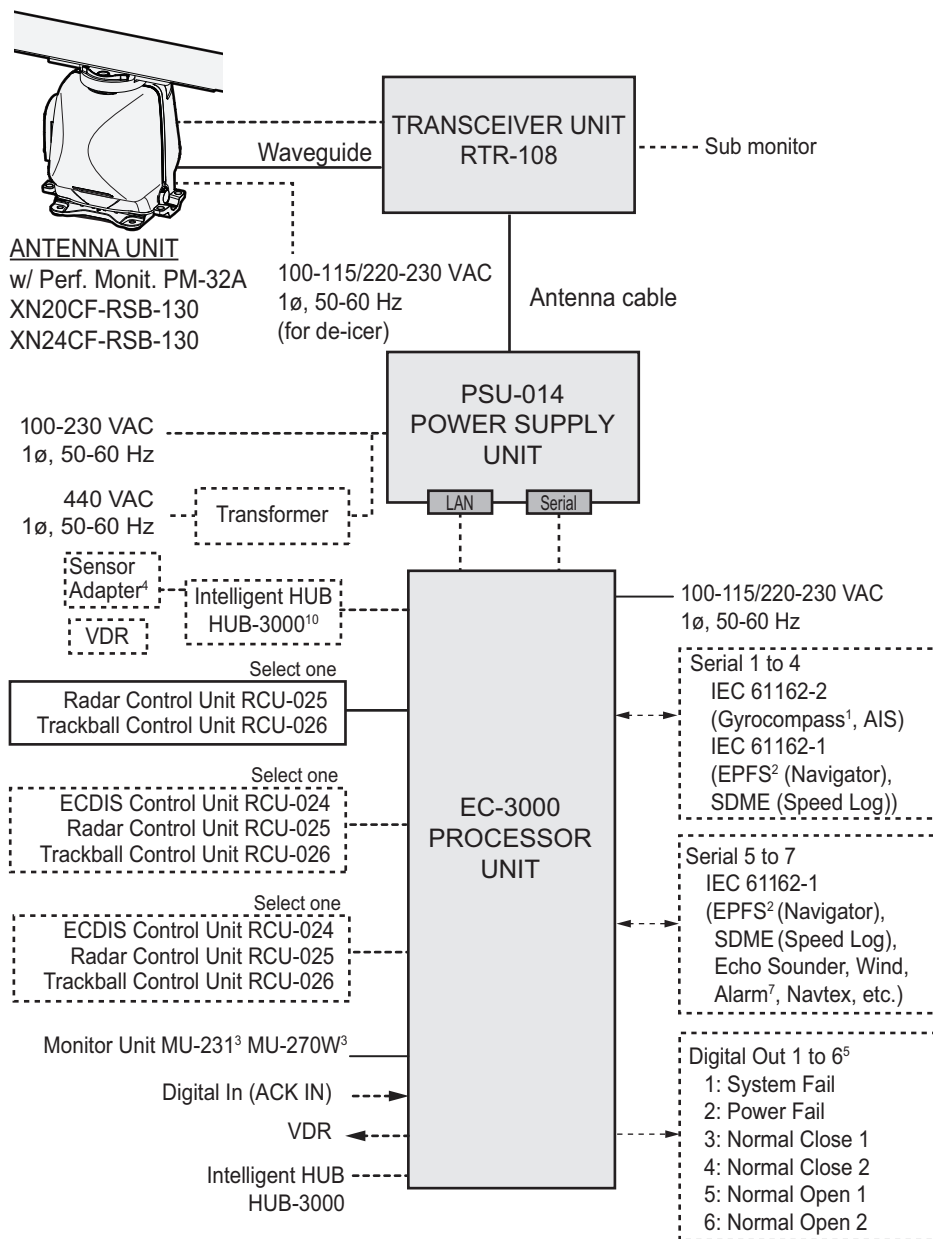 TRANSCEIVER UNIT
RTR-108
Sub monitor
Waveguide
ANTENNA UNIT
w/ Perf. Monit. PM-32A
XN20CF-RSB-130
XN24CF-RSB-130
100-115/220-230 VAC
1ø, 50-60 Hz
(for de-icer)
Antenna cable
PSU-014
POWER SUPPLY
UNIT
LAN
Serial
100-230 VAC
1ø, 50-60 Hz
440 VAC
1ø, 50-60 Hz
Transformer
Sensor
Adapter⁴
VDR
Intelligent HUB
HUB-3000¹⁰
Select one
Radar Control Unit RCU-025
Trackball Control Unit RCU-026
Select one
ECDIS Control Unit RCU-024
Radar Control Unit RCU-025
Trackball Control Unit RCU-026
Select one
ECDIS Control Unit RCU-024
Radar Control Unit RCU-025
Trackball Control Unit RCU-026
Monitor Unit MU-231³ MU-270W³
Digital In (ACK IN)
VDR
Intelligent HUB
HUB-3000
EC-3000
PROCESSOR
UNIT
100-115/220-230 VAC
1ø, 50-60 Hz
Serial 1 to 4
IEC 61162-2
(Gyrocompass¹, AIS)
IEC 61162-1
(EPFS² (Navigator),
SDME (Speed Log))
Serial 5 to 7
IEC 61162-1
(EPFS² (Navigator),
SDME (Speed Log),
Echo Sounder, Wind,
Alarm⁷, Navtex, etc.)
Digital Out 1 to 6⁵
1: System Fail
2: Power Fail
3: Normal Close 1
4: Normal Close 2
5: Normal Open 1
6: Normal Open 2